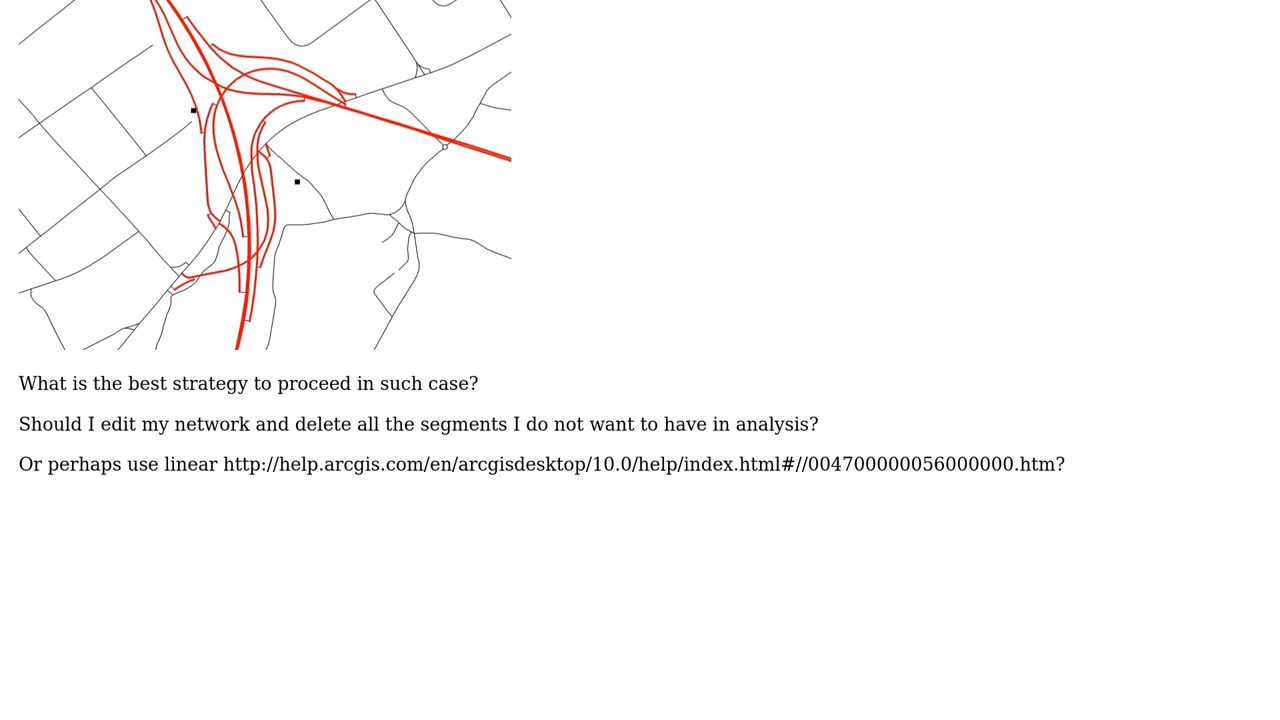 What is the best strategy to proceed in such case?
Should I edit my network and delete all the segments I do not want to have in analysis?
Or perhaps use linear http://help.arcgis.com/en/arcgisdesktop/10.0/help/index.html#//004700000056000000.htm?